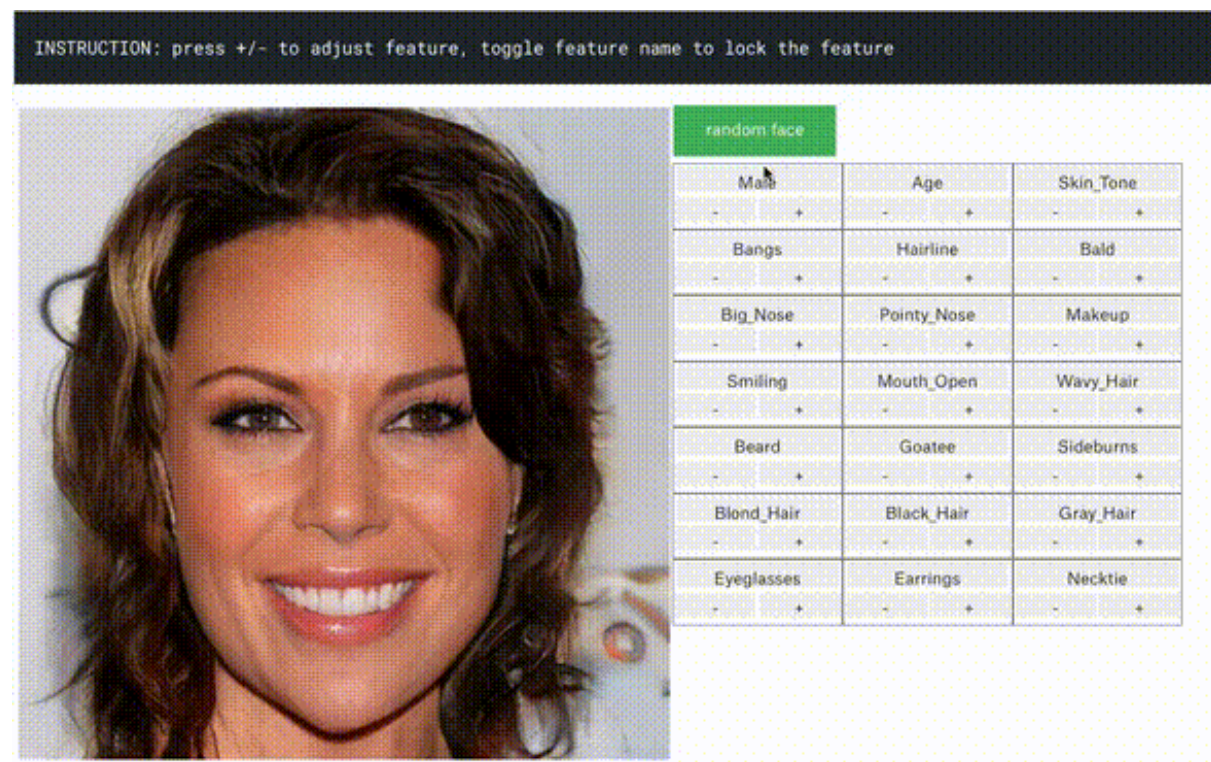 INSTRUCTION: press +/- to adjust feature, toggle feature name to lock the feature
random face
Male Age Skin_Tone
- + - + - +
Bangs Hairline Bald
- + - + - +
Big_Nose Pointy_Nose Makeup
- + - + - +
Smiling Mouth_Open Wavy_Hair
- + - + - +
Beard Goatee Sideburns
- + - + - +
Blond_Hair Black_Hair Gray_Hair
- + - + - +
Eyeglasses Earrings Necktie
- + - + - +